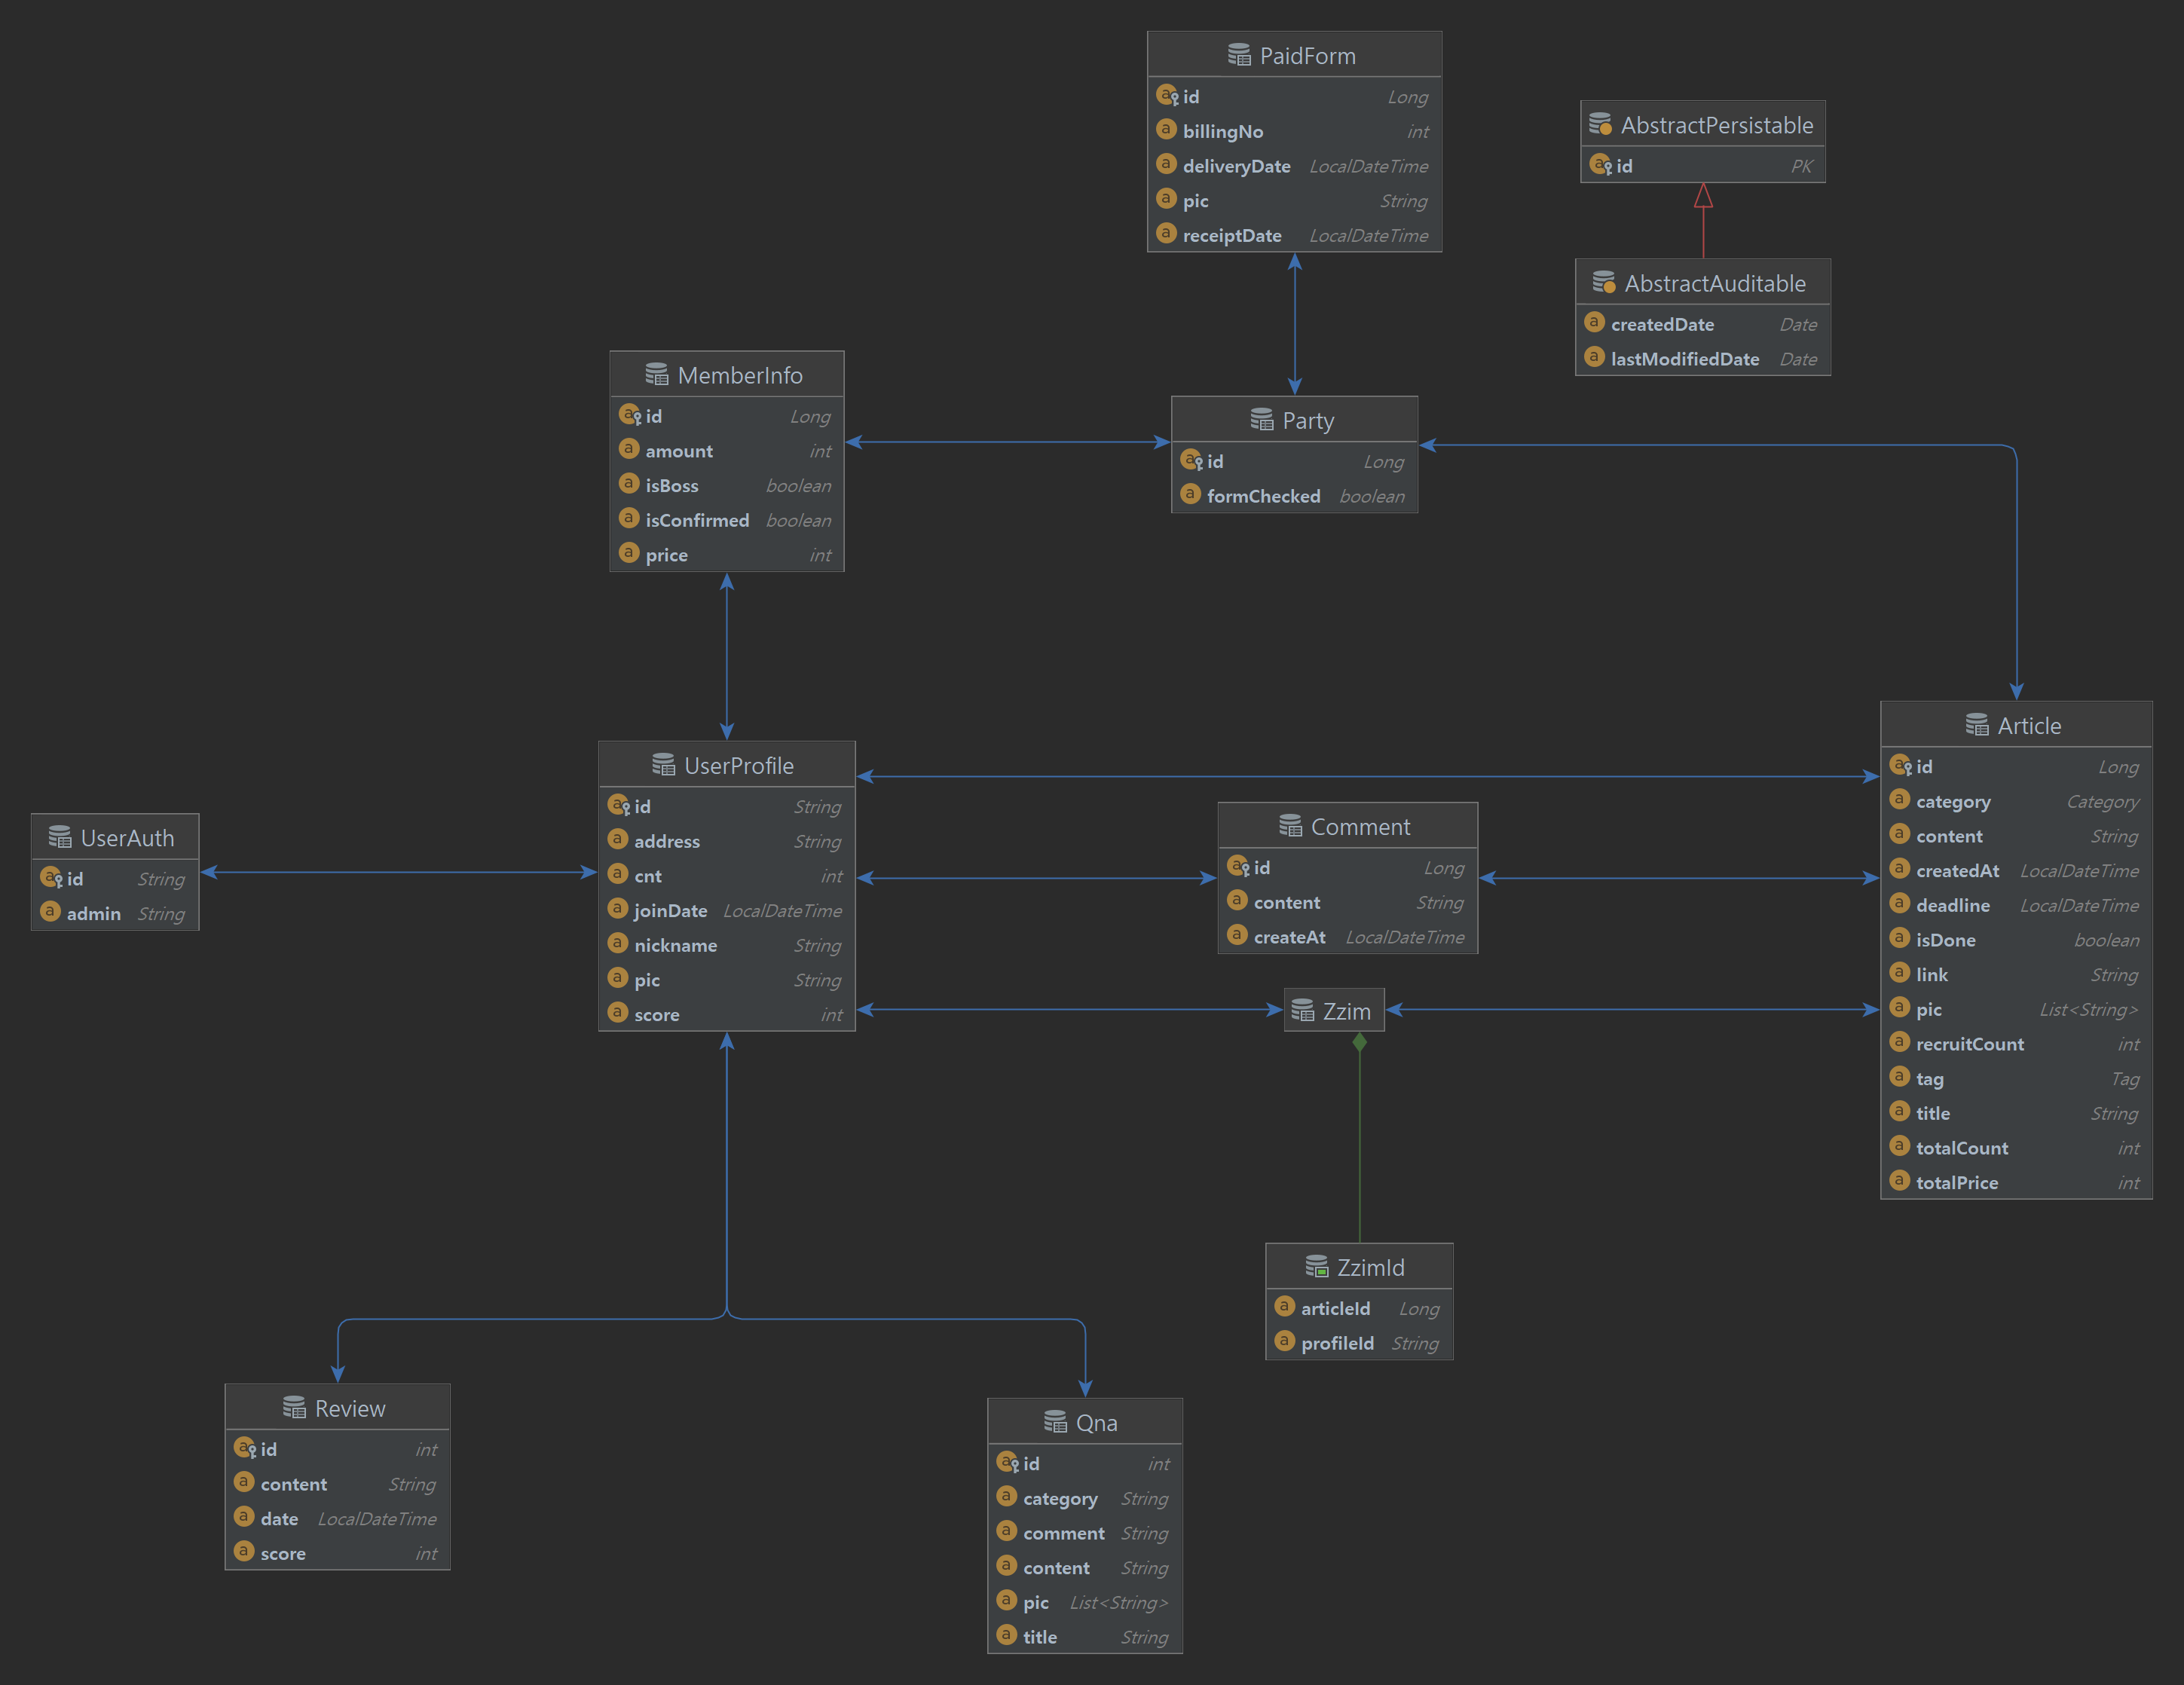 PaidForm
id Long
billingNo int
deliveryDate LocalDateTime
pic String
receiptDate LocalDateTime
AbstractPersistable
id PK
AbstractAuditable
createdDate Date
lastModifiedDate Date
MemberInfo
id Long
amount int
isBoss boolean
isConfirmed boolean
price int
Party
id Long
formChecked boolean
UserProfile
id String
address String
cnt int
joinDate LocalDateTime
nickname String
pic String
score int
UserAuth
id String
admin String
Comment
id Long
content String
createAt LocalDateTime
Article
id Long
category Category
content String
createdAt LocalDateTime
deadline LocalDateTime
isDone boolean
link String
pic List<String>
recruitCount int
tag Tag
title String
totalCount int
totalPrice int
Zzim
ZzimId
articleId Long
profileId String
Review
id int
content String
date LocalDateTime
score int
Qna
id int
category String
comment String
content String
pic List<String>
title String